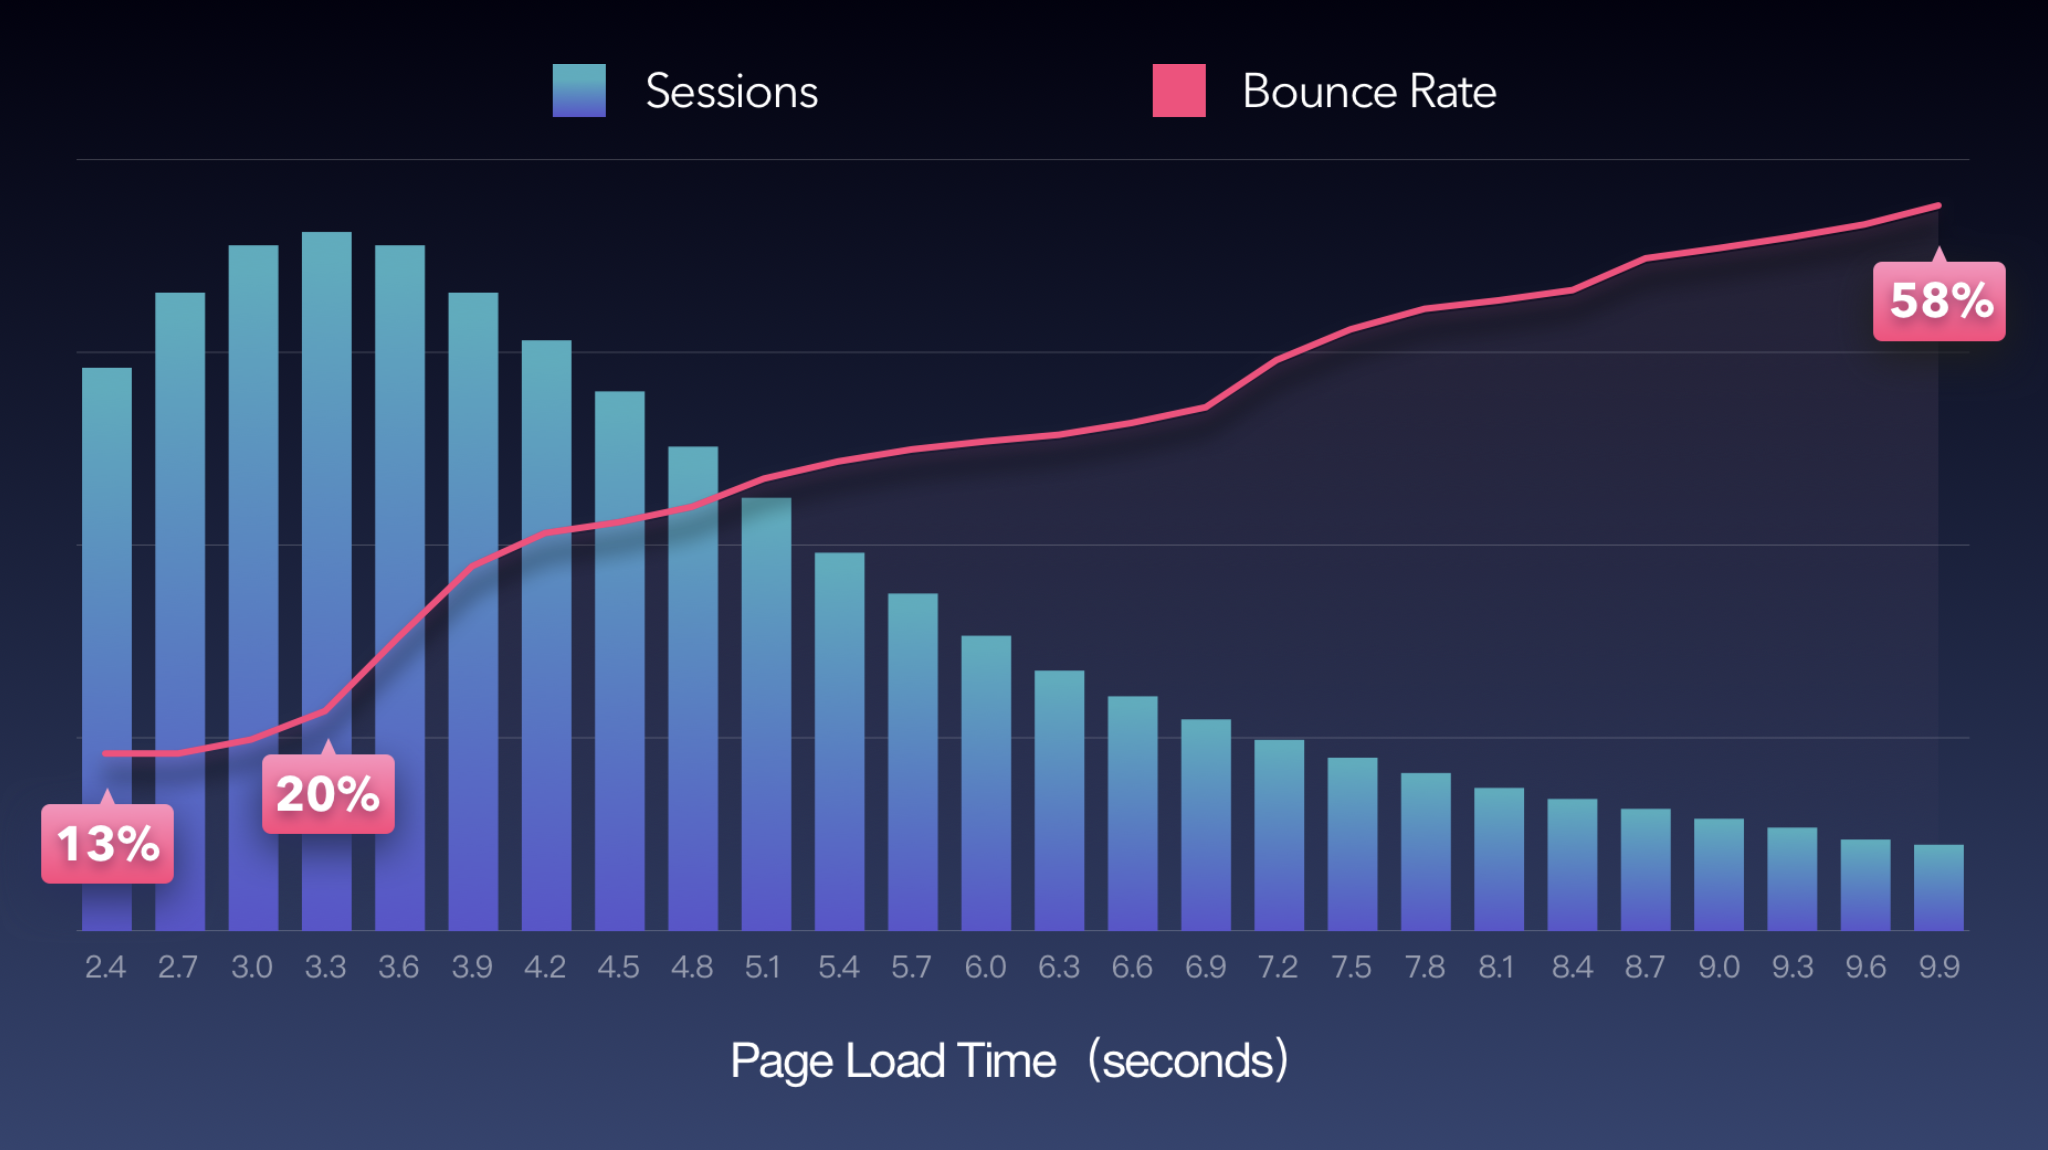 Sessions
Bounce Rate
58%
20%
13%
2.4 2.7 3.0 3.3 3.6 3.9 4.2 4.5 4.8 5.1 5.4 5.7 6.0 6.3 6.6 6.9 7.2 7.5 7.8 8.1 8.4 8.7 9.0 9.3 9.6 9.9
Page Load Time (seconds)